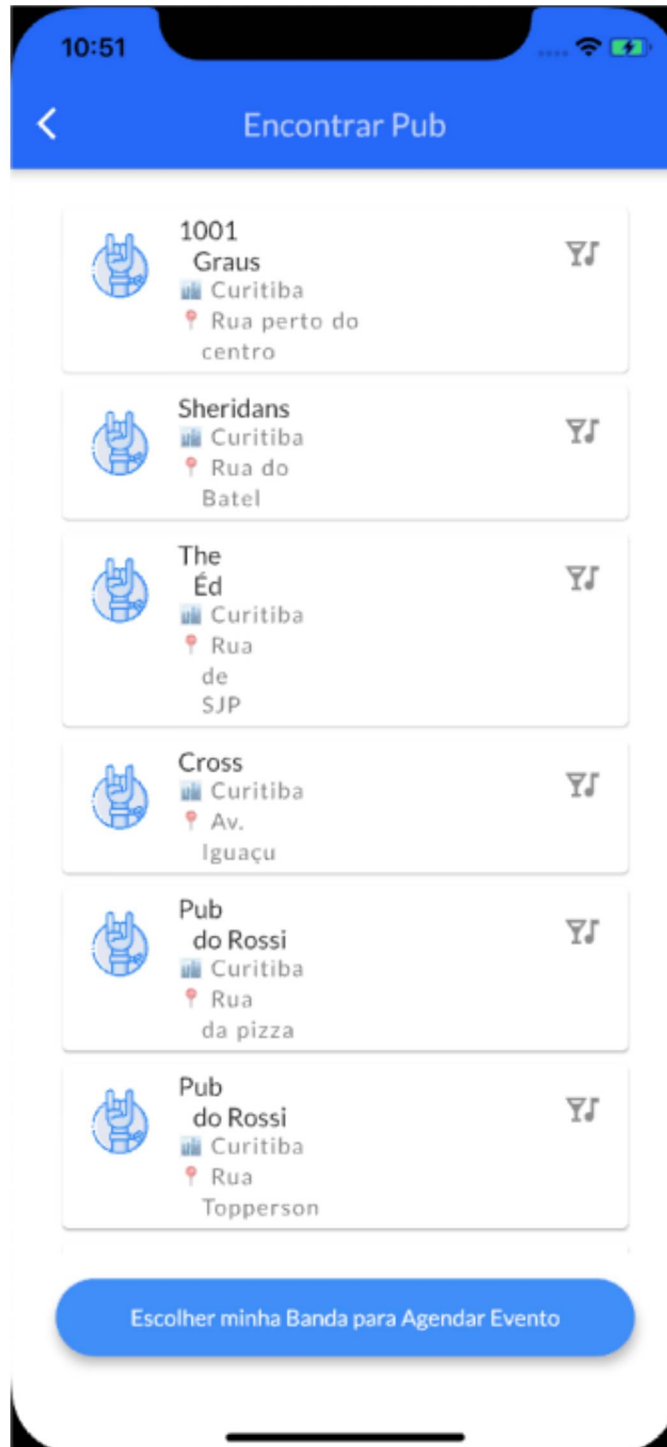 10:51
Encontrar Pub
1001
Graus
Curitiba
Rua perto do
centro
Sheridans
Curitiba
Rua do
Batel
The
Éd
Curitiba
Rua
de
SJP
Cross
Curitiba
Av.
Iguaçu
Pub
do Rossi
Curitiba
Rua
da pizza
Pub
do Rossi
Curitiba
Rua
Topperson
Escolher minha Banda para Agendar Evento